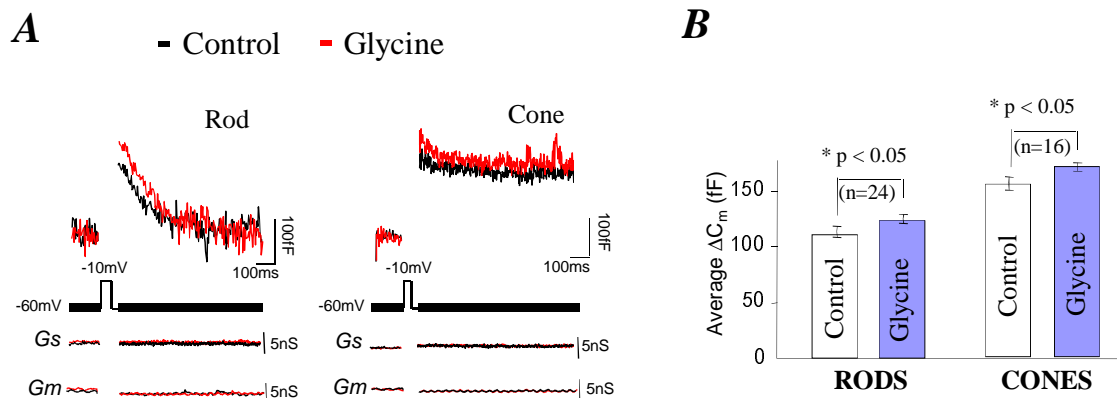 A
Control
Glycine
Rod
Cone
100fF
100ms
100fF
100ms
-10mV
-10mV
-60mV
-60mV
Gs
5nS
Gs
5nS
Gm
5nS
Gm
5nS
B
* p < 0.05
(n=16)
* p < 0.05
(n=24)
Average ΔCm (fF)
150
100
50
0
Control
Glycine
Control
Glycine
RODS
CONES